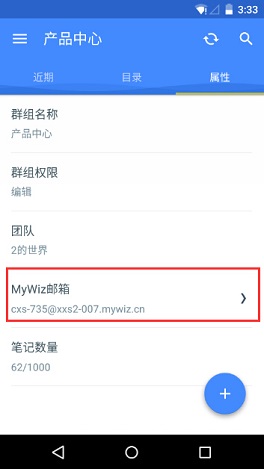 3:33
产品中心
近期 目录 属性
群组名称
产品中心
群组权限
编辑
团队
2的世界
MyWiz邮箱
cxs-735@xxs2-007.mywiz.cn
笔记数量
62/1000